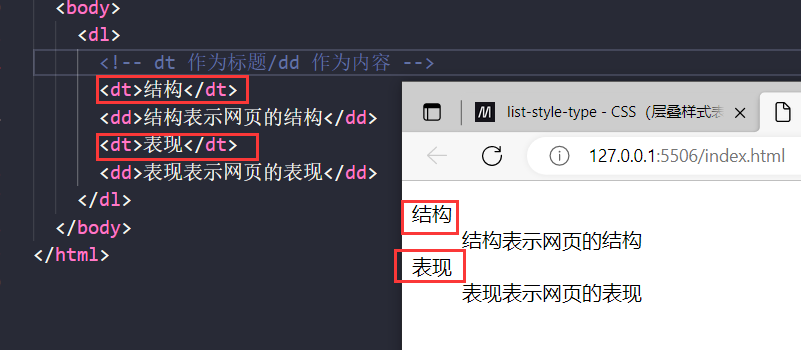 <body>
<dl>
<!-- dt 作为标题/dd 作为内容 -->
<dt>结构</dt>
<dd>结构表示网页的结构</dd>
<dt>表现</dt>
<dd>表现表示网页的表现</dd>
</dl>
</body>
</html>
list-style-type - CSS（层叠样式表
127.0.0.1:5506/index.html
结构
结构表示网页的结构
表现
表现表示网页的表现